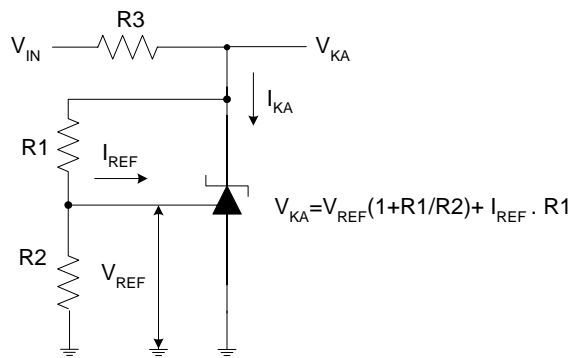 R3
V_IN
V_KA
I_KA
R1
I_REF
V_KA=V_REF(1+R1/R2)+ I_REF . R1
R2
V_REF